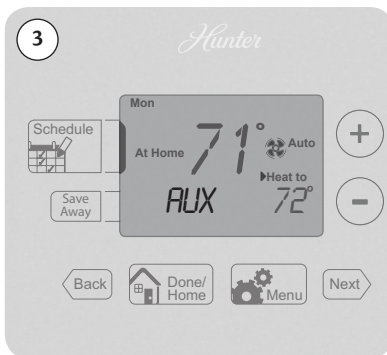 3
Hunter
Mon
Schedule
At Home
71°
Auto
Heat to
AUX
72°
Save
Away
+
-
Back
Done/
Home
Menu
Next